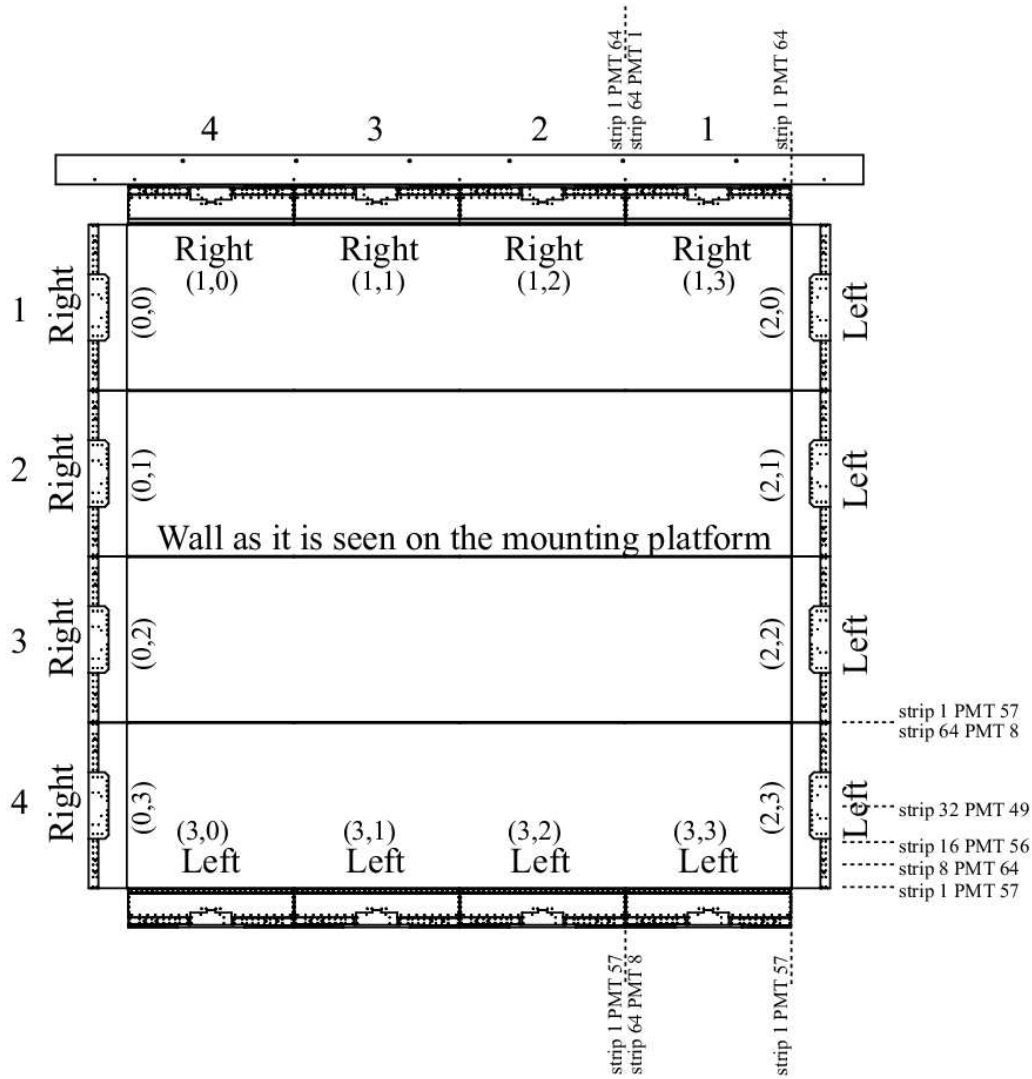 strip 1 PMT 64
strip 64 PMT 1
strip 1 PMT 64
4 3 2 1
Right Right Right Right
(1,0) (1,1) (1,2) (1,3)
1 Right (0,0) (2,0) Left
2 Right (0,1) (2,1) Left
Wall as it is seen on the mounting platform
3 Right (0,2) (2,2) Left
strip 1 PMT 57
strip 64 PMT 8
4 Right (0,3) (2,3) Left
strip 32 PMT 49
(3,0) (3,1) (3,2) (3,3)
strip 16 PMT 56
Left Left Left Left
strip 8 PMT 64
strip 1 PMT 57
strip 1 PMT 57
strip 64 PMT 8
strip 1 PMT 57